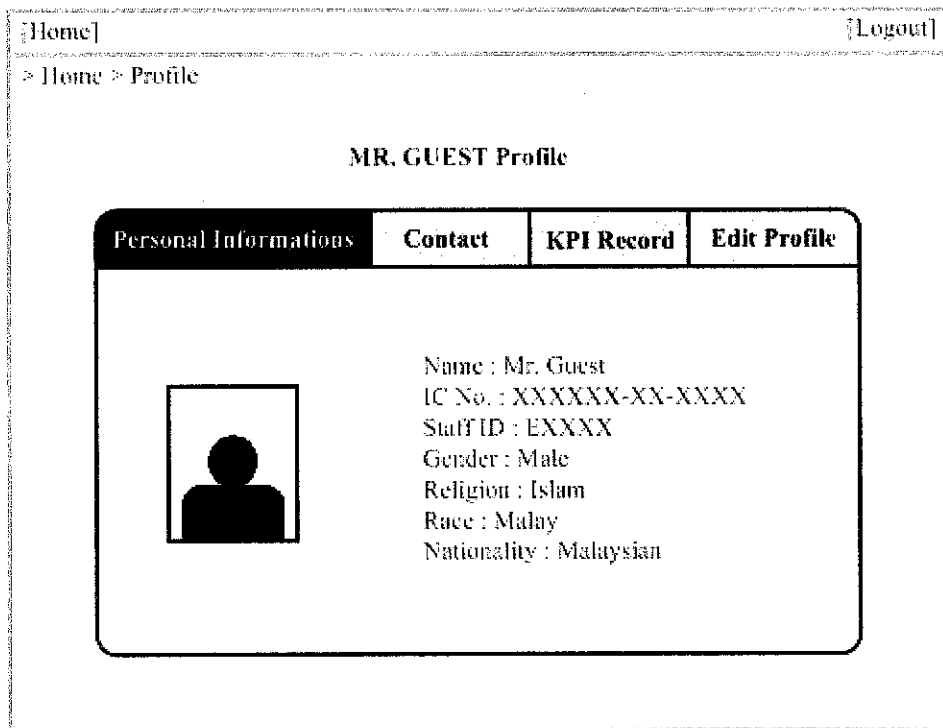 [Home] [Logout]
> Home > Profile
MR. GUEST Profile
Personal Informations Contact KPI Record Edit Profile
Name : Mr. Guest
IC No. : XXXXXX-XX-XXXX
Staff ID : EXXXX
Gender : Male
Religion : Islam
Race : Malay
Nationality : Malaysian